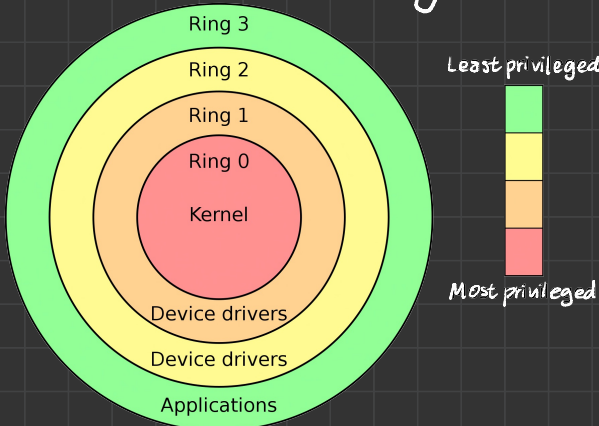 Ring 3
Ring 2
Ring 1
Ring 0
Kernel
Device drivers
Device drivers
Applications
Least privileged
Most privileged